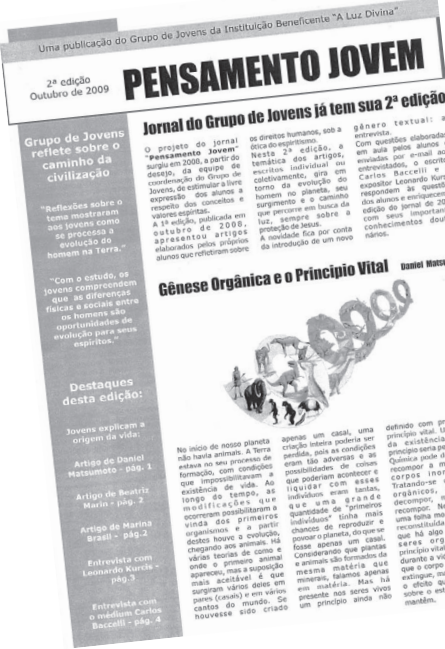 Uma publicação do Grupo de Jovens da Instituição Beneficente "A Luz Divina"
2ª edição
Outubro de 2009
PENSAMENTO JOVEM
Grupo de Jovens
reflete sobre o
caminho da
civilização
"Reflexões sobre o
tema mostraram
aos jovens como
se processa a
evolução do
homem na Terra."
"Com o estudo, os
jovens compreendem
que as diferenças
físicas e sociais entre
os homens são
oportunidades de
evolução para seus
espíritos."
Destaques
desta edição:
Jovens explicam a
origem da vida:
Artigo de Daniel
Matsumoto - pág. 1
Artigo de Beatriz
Marin - pág. 2
Artigo de Marina
Brasil - pág.2
Entrevista com
Leonardo Kurcis -
pág.3
Entrevista com
o médium Carlos
Baccelli - pág. 4
Jornal do Grupo de Jovens já tem sua 2ª edição
O projeto do jornal
"Pensamento Jovem"
surgiu em 2000, a partir do
desejo, da equipe de
coordenação do Grupo de
Jovens, de estimular a livre
expressão dos alunos a
respeito dos conceitos e
valores espíritas.
A 1ª edição, publicada em
outubro de 2008,
apresentou artigos
elaborados pelos próprios
alunos que refletiram sobre
os direitos humanos, sob a
ótica do espiritismo.
Neste 2ª edição, a
temática dos artigos,
escritos individual ou
coletivamente, gira em
torno da evolução do
homem no planeta, seu
surgimento e o caminho
que percorre em busca da
luz, sempre sobre a
proteção de Jesus.
A novidade fica por conta
da introdução de um novo
gênero textual: a
entrevista.
Com questões elaboradas
em aula pelos alunos
enviadas por e-mail ao
entrevistados, o escrit
Carlos Baccelli e
expositor Leonardo Kur
responderam às quest
dos alunos e enriquecem
edição do jornal de 20
com seus important
conhecimentos dout
nários.
Gênese Orgânica e o Princípio Vital
Daniel Matsu
No início de nosso planeta
não havia animais. A Terra
estava no seu processo de
formação, com condições
que impossibilitavam a
existência de vida. Ao
longo do tempo, as
modificações que
ocorreram possibilitaram a
vinda dos primeiros
organismos e a partir
destes houve a evolução,
chegando aos animais. Há
várias teorias de como e
onde o primeiro animal
apareceu, mas a suposição
mais aceitável é que
surgiram vários deles em
pares (casais) e em vários
cantos do mundo. Se
houvesse sido criado
apenas um casal, uma
criação inteira poderia ser
perdida, pois as condições
eram tão adversas e as
possibilidades de coisas
que poderiam acontecer e
liquidar com esses
indivíduos eram tantas,
que uma grande
quantidade de "primeiros
indivíduos" tinha mais
chances de reproduzir e
povoar o planeta, do que se
fosse apenas um casal.
Considerando que plantas
e animais são formados da
mesma matéria que
minerais, falamos apenas
em matéria. Mas há
presente nos seres vivos
um princípio ainda não
definido com pr
princípio vital. U
da existência
princípio seria pe
Química pode d
recompor a m
corpos inor
Tratando-se
orgânicos,
decompor,
recompor. N
uma falha mo
reconstituída
que há algo
seres org
princípio vital
durante a vid
que o corpo
extingue, ma
o efeito qu
sobre o est
mantém.